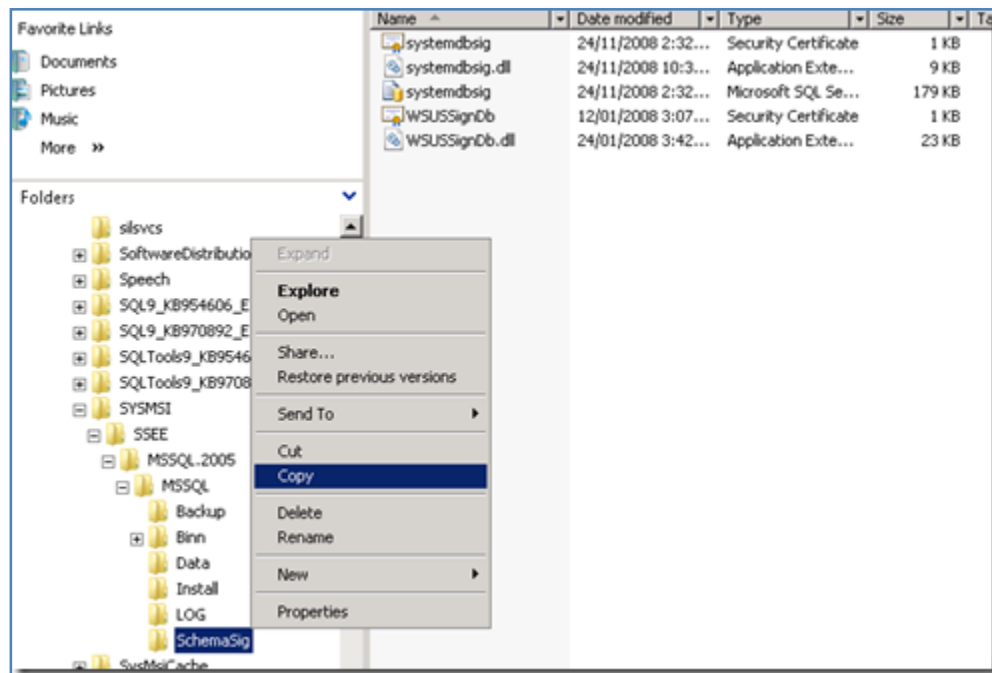 Favorite Links
Documents
Pictures
Music
More »
Folders
silsvcs
SoftwareDistributio
Speech
SQL9_KB954606_E
SQL9_KB970892_E
SQLTools9_KB9546
SQLTools9_KB9708
SYSMSI
SSEE
MSSQL.2005
MSSQL
Backup
Binn
Data
Install
LOG
SchemaSig
SysMsiCache
Expand
Explore
Open
Share...
Restore previous versions
Send To
Cut
Copy
Delete
Rename
New
Properties
Name Date modified Type Size Ta
systemdbsig 24/11/2008 2:32... Security Certificate 1 KB
systemdbsig.dll 24/11/2008 10:3... Application Exte... 9 KB
systemdbsig 24/11/2008 2:32... Microsoft SQL Se... 179 KB
WSUSSignDb 12/01/2008 3:07... Security Certificate 1 KB
WSUSSignDb.dll 24/01/2008 3:42... Application Exte... 23 KB